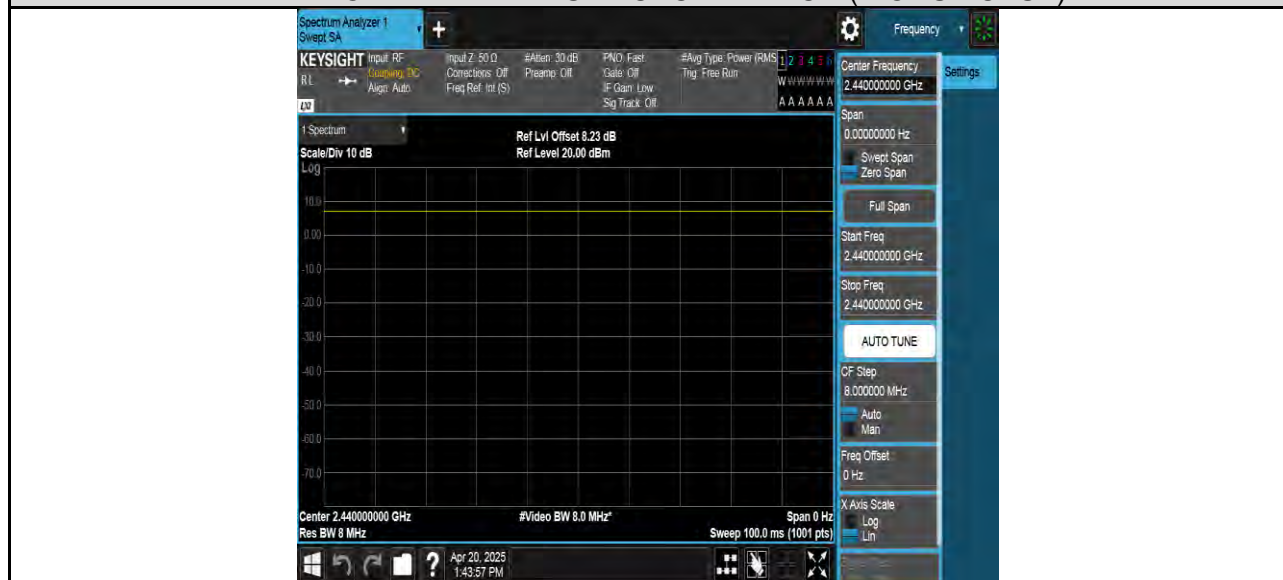 Spectrum Analyzer 1
Swept SA
+
Frequency
KEYSIGHT
RL
LXI
Input: RF
Coupling: DC
Align: Auto
Input Z: 50 Ω
Corrections: Off
Freq Ref: Int (S)
#Atten: 30 dB
Preamp: Off
PNO: Fast
Gate: Off
IF Gain: Low
Sig Track: Off
#Avg Type: Power (RMS
Trig: Free Run
1 2 3 4 5 6
W W W W W W
A A A A A A
1 Spectrum
Scale/Div 10 dB
Log
Ref Lvl Offset 8.23 dB
Ref Level 20.00 dBm
10.0
0.00
-10.0
-20.0
-30.0
-40.0
-50.0
-60.0
-70.0
Center 2.440000000 GHz
Res BW 8 MHz
#Video BW 8.0 MHz*
Span 0 Hz
Sweep 100.0 ms (1001 pts)
?
Apr 20, 2025
1:43:57 PM
Center Frequency
2.440000000 GHz
Settings
Span
0.00000000 Hz
Swept Span
Zero Span
Full Span
Start Freq
2.440000000 GHz
Stop Freq
2.440000000 GHz
AUTO TUNE
CF Step
8.000000 MHz
Auto
Man
Freq Offset
0 Hz
X Axis Scale
Log
Lin